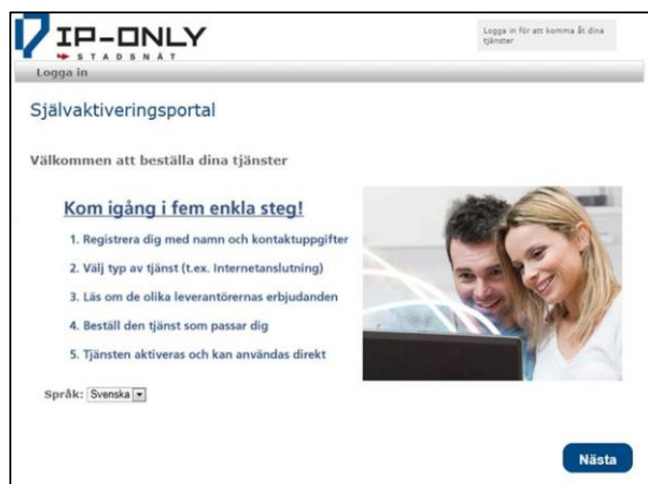 IP-ONLY
STADSNÄT
Logga in för att komma åt dina
tjänster
Logga in
Självaktiveringsportal
Välkommen att beställa dina tjänster
Kom igång i fem enkla steg!
1. Registrera dig med namn och kontaktuppgifter
2. Välj typ av tjänst (t.ex. Internetanslutning)
3. Läs om de olika leverantörernas erbjudanden
4. Beställ den tjänst som passar dig
5. Tjänsten aktiveras och kan användas direkt
Språk: Svenska
Nästa